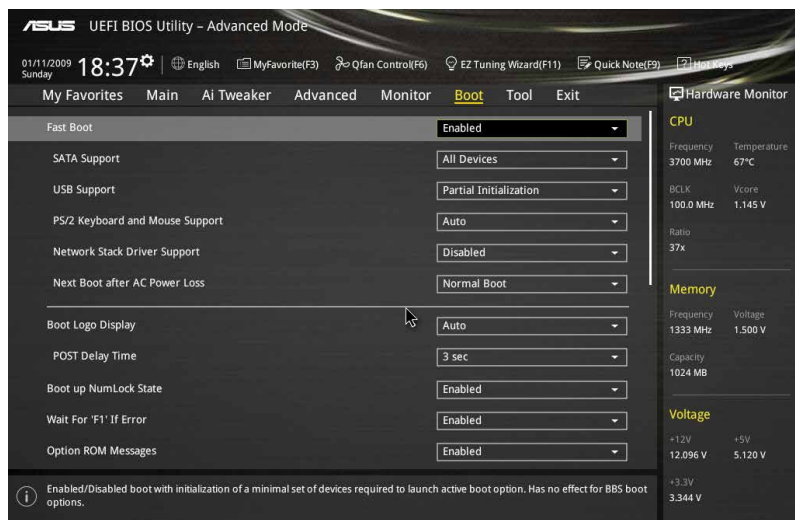 ASUS UEFI BIOS Utility – Advanced Mode
01/11/2009 Sunday 18:37 English MyFavorite(F3) Qfan Control(F6) EZ Tuning Wizard(F11) Quick Note(F9) Hot Keys
My Favorites Main Ai Tweaker Advanced Monitor Boot Tool Exit
Fast Boot Enabled
SATA Support All Devices
USB Support Partial Initialization
PS/2 Keyboard and Mouse Support Auto
Network Stack Driver Support Disabled
Next Boot after AC Power Loss Normal Boot
Boot Logo Display Auto
POST Delay Time 3 sec
Boot up NumLock State Enabled
Wait For 'F1' If Error Enabled
Option ROM Messages Enabled
Enabled/Disabled boot with initialization of a minimal set of devices required to launch active boot option. Has no effect for BBS boot
options.
Hardware Monitor
CPU
Frequency Temperature
3700 MHz 67°C
BCLK Vcore
100.0 MHz 1.145 V
Ratio
37x
Memory
Frequency Voltage
1333 MHz 1.500 V
Capacity
1024 MB
Voltage
+12V +5V
12.096 V 5.120 V
+3.3V
3.344 V